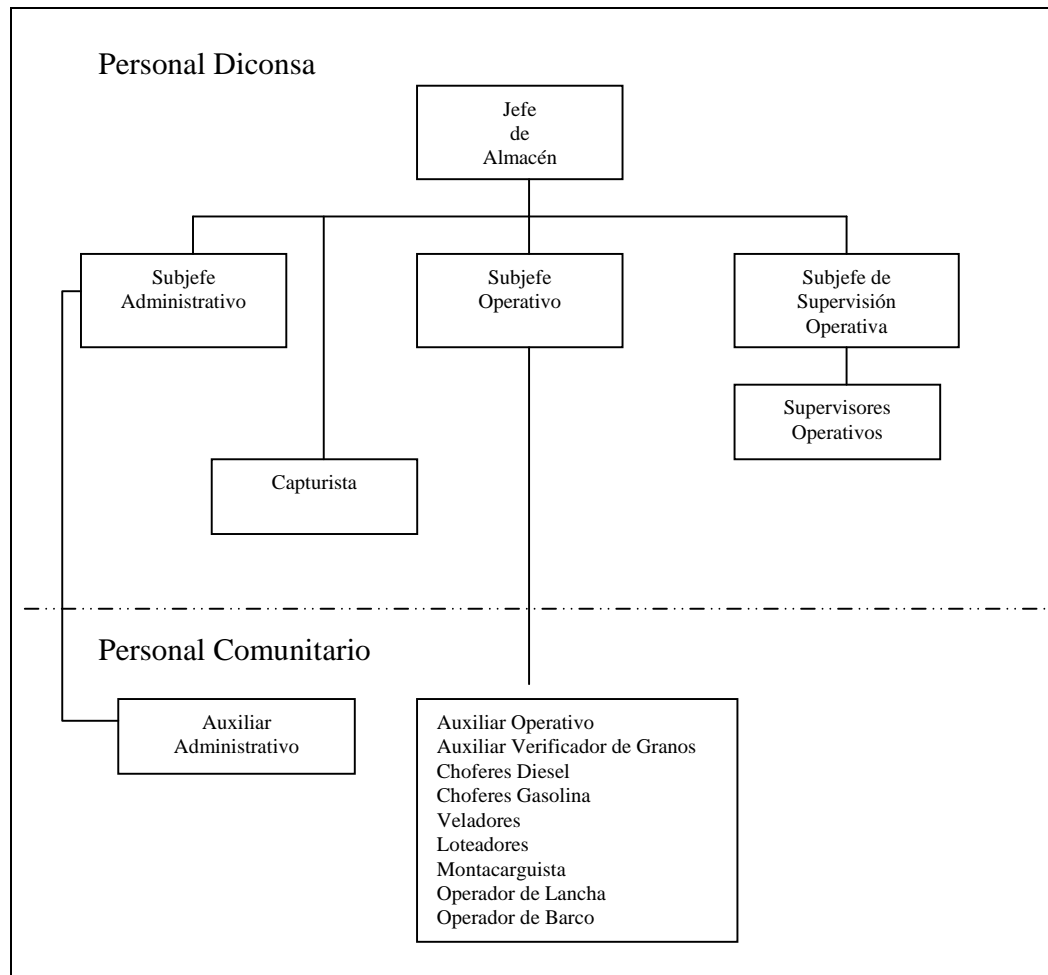 Personal Diconsa
Jefe
de
Almacén
Subjefe
Administrativo
Subjefe
Operativo
Subjefe de
Supervisión
Operativa
Supervisores
Operativos
Capturista
Personal Comunitario
Auxiliar
Administrativo
Auxiliar Operativo
Auxiliar Verificador de Granos
Choferes Diesel
Choferes Gasolina
Veladores
Loteadores
Montacarguista
Operador de Lancha
Operador de Barco